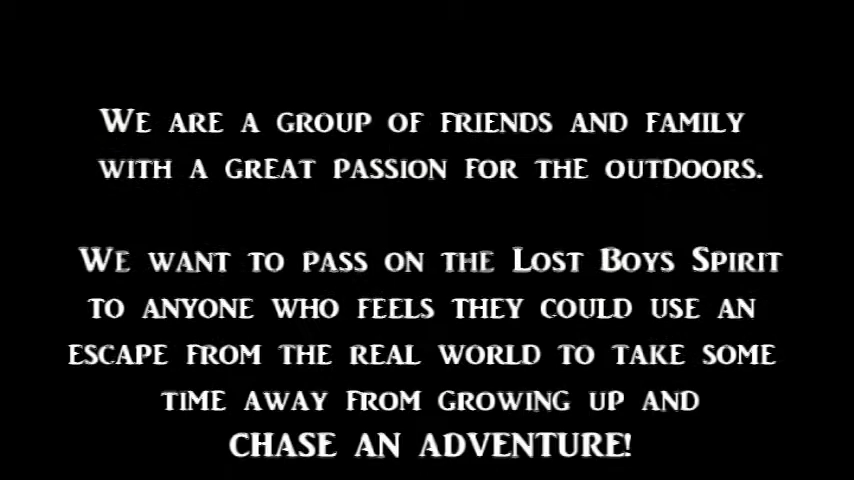 We are a group of friends and family
with a great passion for the outdoors.
We want to pass on the Lost Boys Spirit
to anyone who feels they could use an
escape from the real world to take some
time away from growing up and
CHASE AN ADVENTURE!